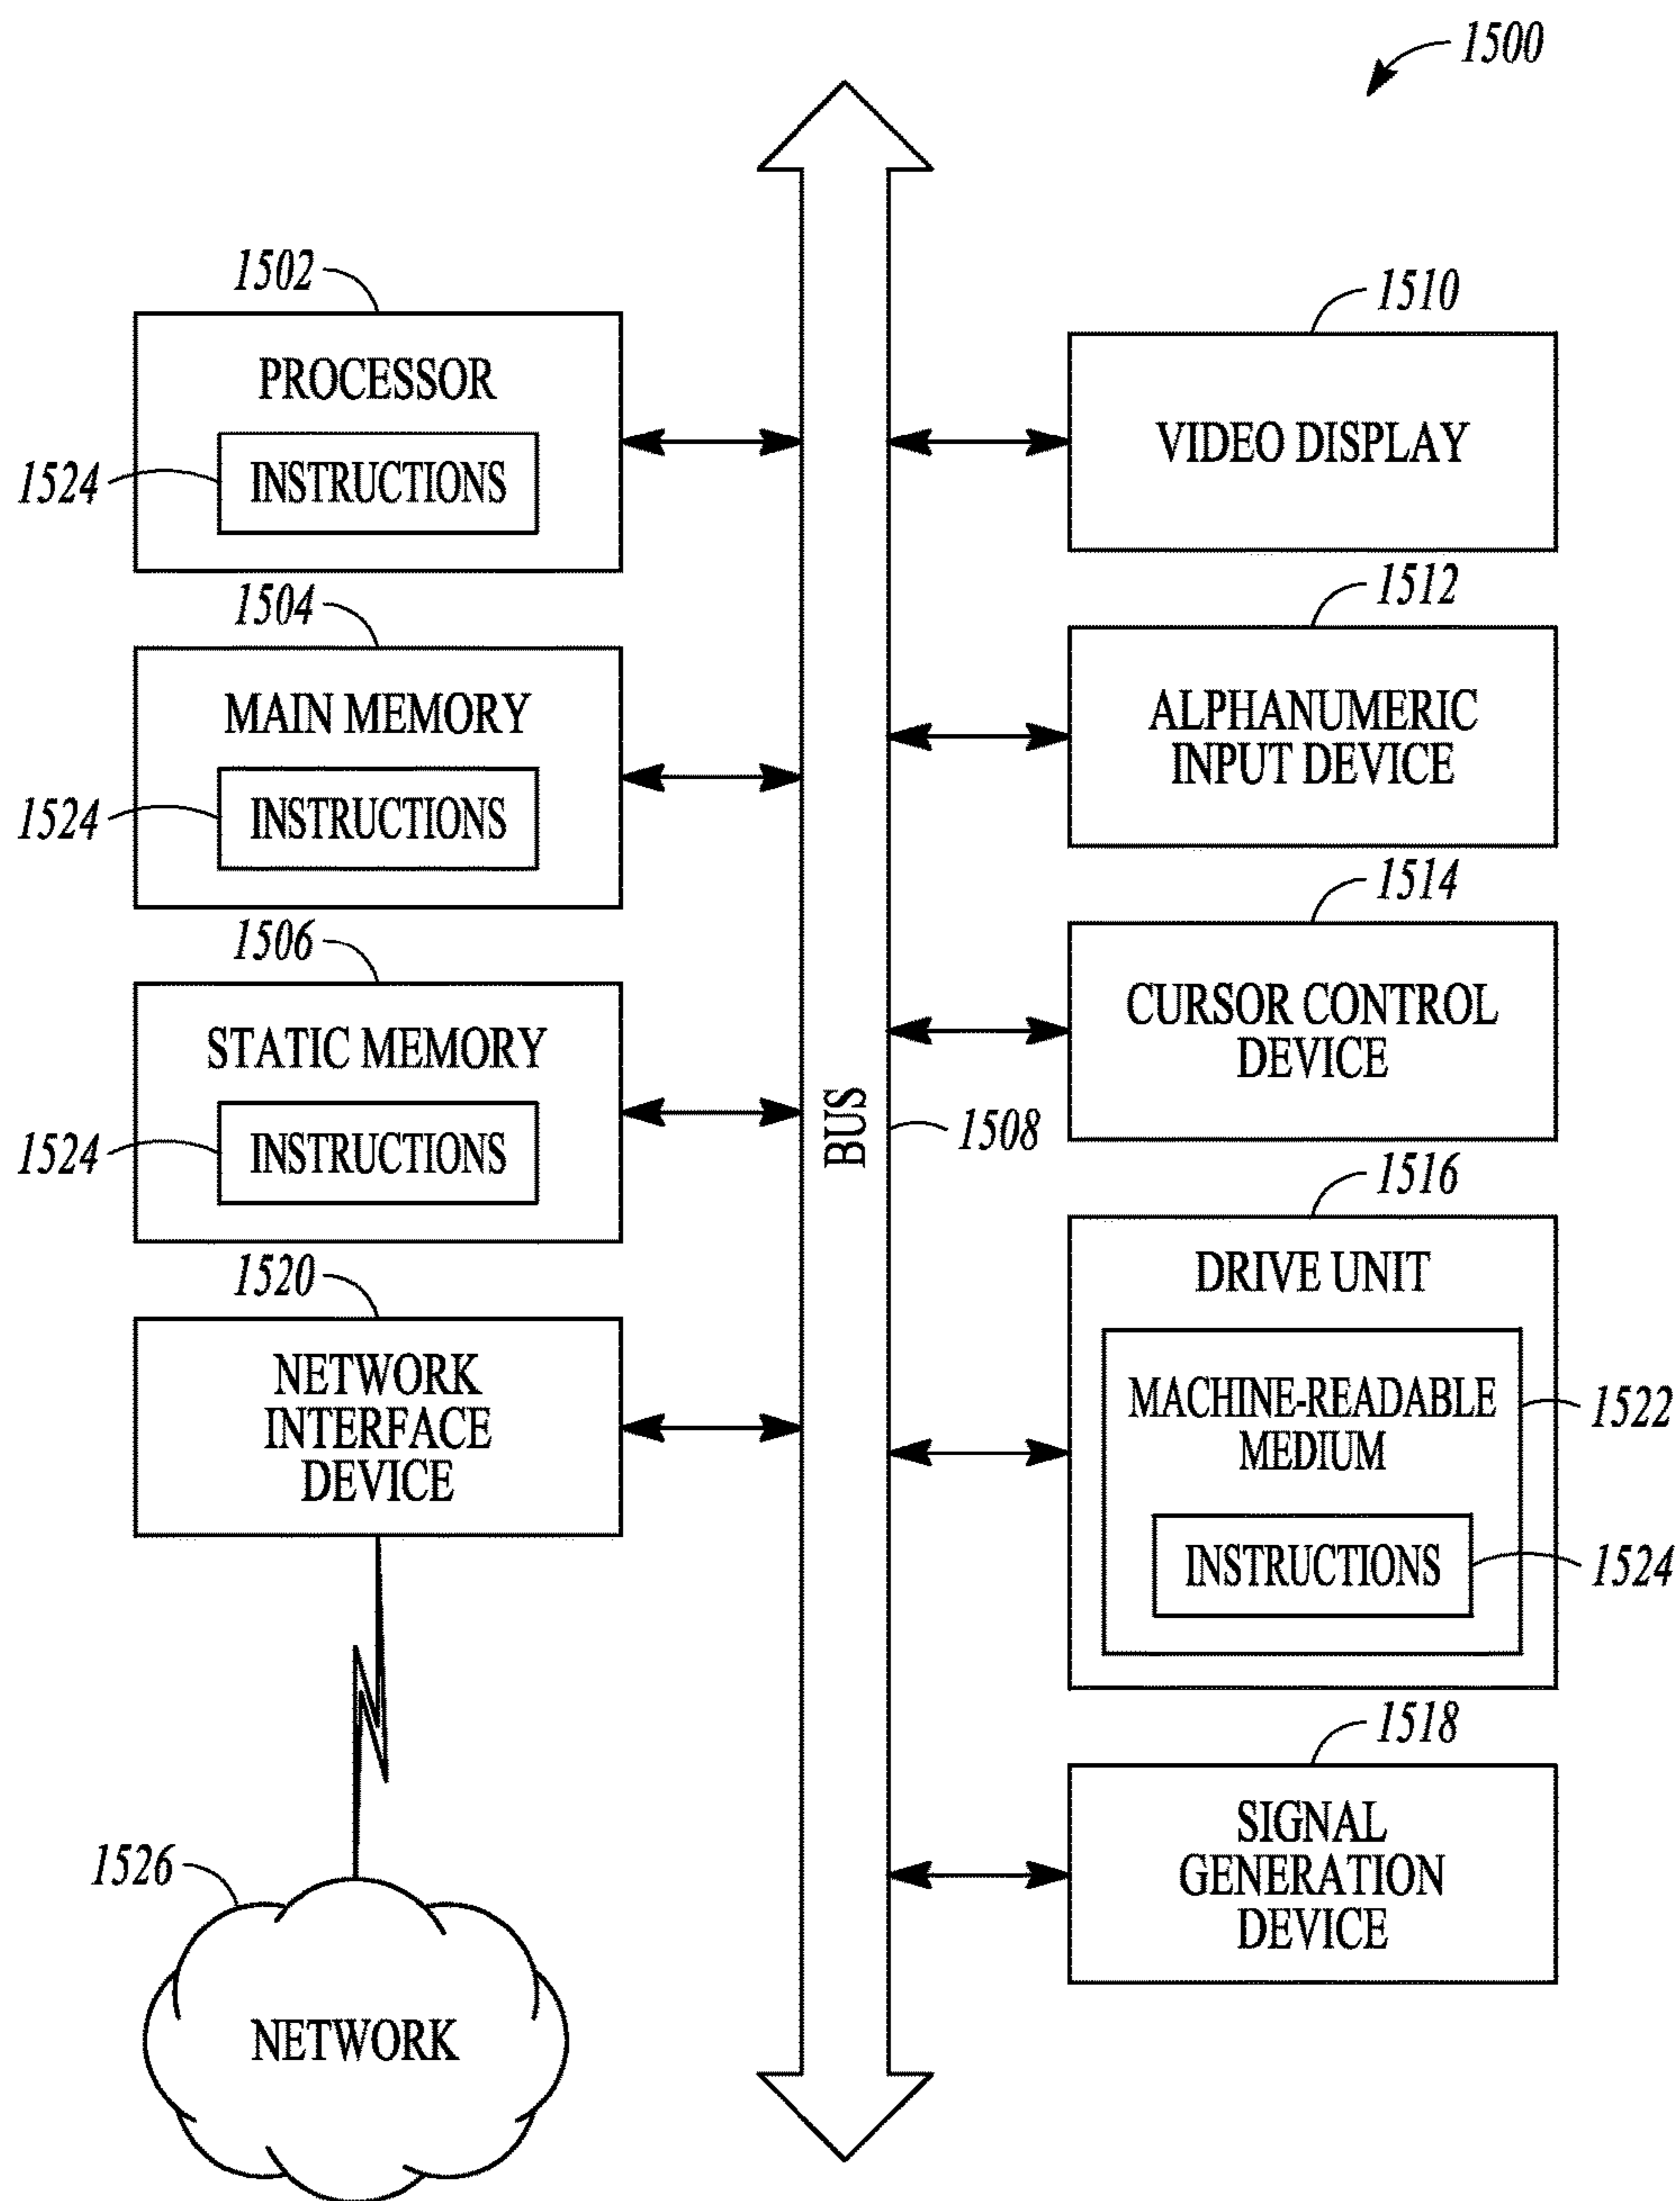 1500
1502
PROCESSOR
1524
INSTRUCTIONS
1504
MAIN MEMORY
1524
INSTRUCTIONS
1506
STATIC MEMORY
1524
INSTRUCTIONS
1520
NETWORK
INTERFACE
DEVICE
1526
NETWORK
BUS
1508
1510
VIDEO DISPLAY
1512
ALPHANUMERIC
INPUT DEVICE
1514
CURSOR CONTROL
DEVICE
1516
DRIVE UNIT
MACHINE-READABLE
MEDIUM
1522
INSTRUCTIONS
1524
1518
SIGNAL
GENERATION
DEVICE